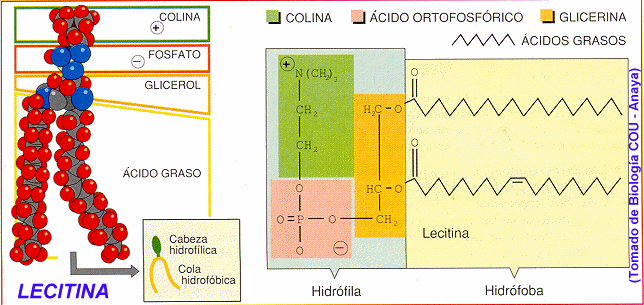 COLINA
+
FOSFATO
−
GLICEROL
ÁCIDO GRASO
Cabeza
hidrofílica
Cola
hidrofóbica
LECITINA
COLINA
ÁCIDO ORTOFOSFÓRICO
GLICERINA
ÁCIDOS GRASOS
+
N(CH3)3
CH2
CH2
O
O=P—O
O
−
H2C—O
HC—O
CH2
O
O
Lecitina
Hidrófila
Hidrófoba
(Tomado de Biología COU - Anaya)